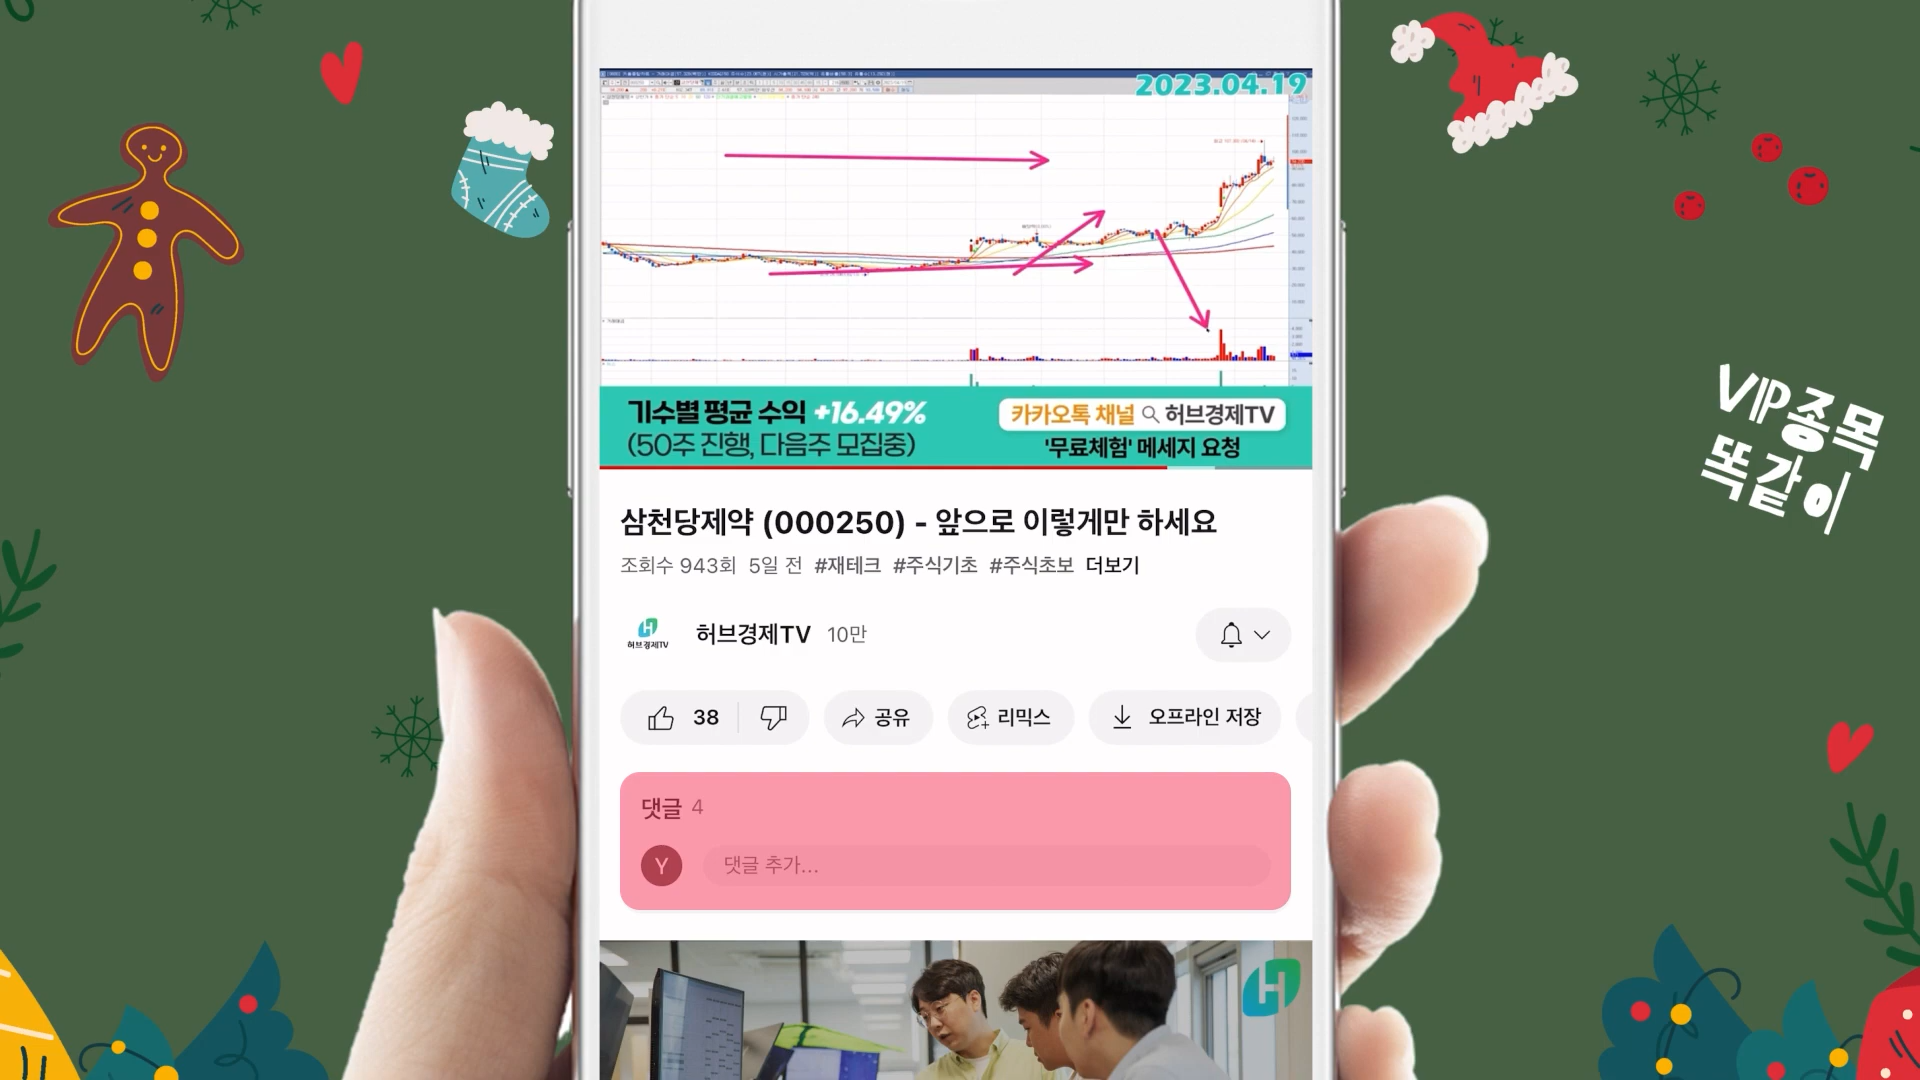 2023.04.19
기수별 평균 수익 +16.49%
(50주 진행, 다음주 모집중)
카카오톡 채널 허브경제TV
'무료체험' 메세지 요청
삼천당제약 (000250) - 앞으로 이렇게만 하세요
조회수 943회 5일 전 #재테크 #주식기초 #주식초보 더보기
허브경제TV
허브경제TV 10만
38
공유
리믹스
오프라인 저장
댓글 4
Y
댓글 추가...
VIP종목
똑같이